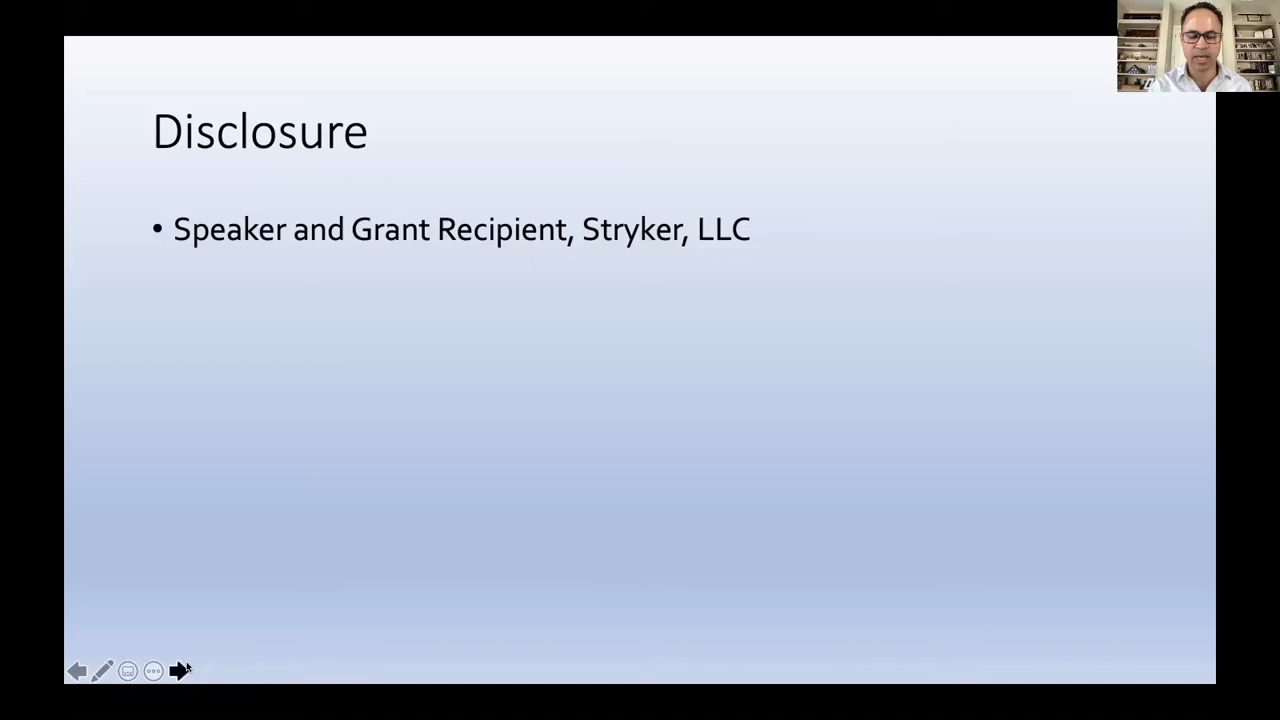 Disclosure
• Speaker and Grant Recipient, Stryker, LLC